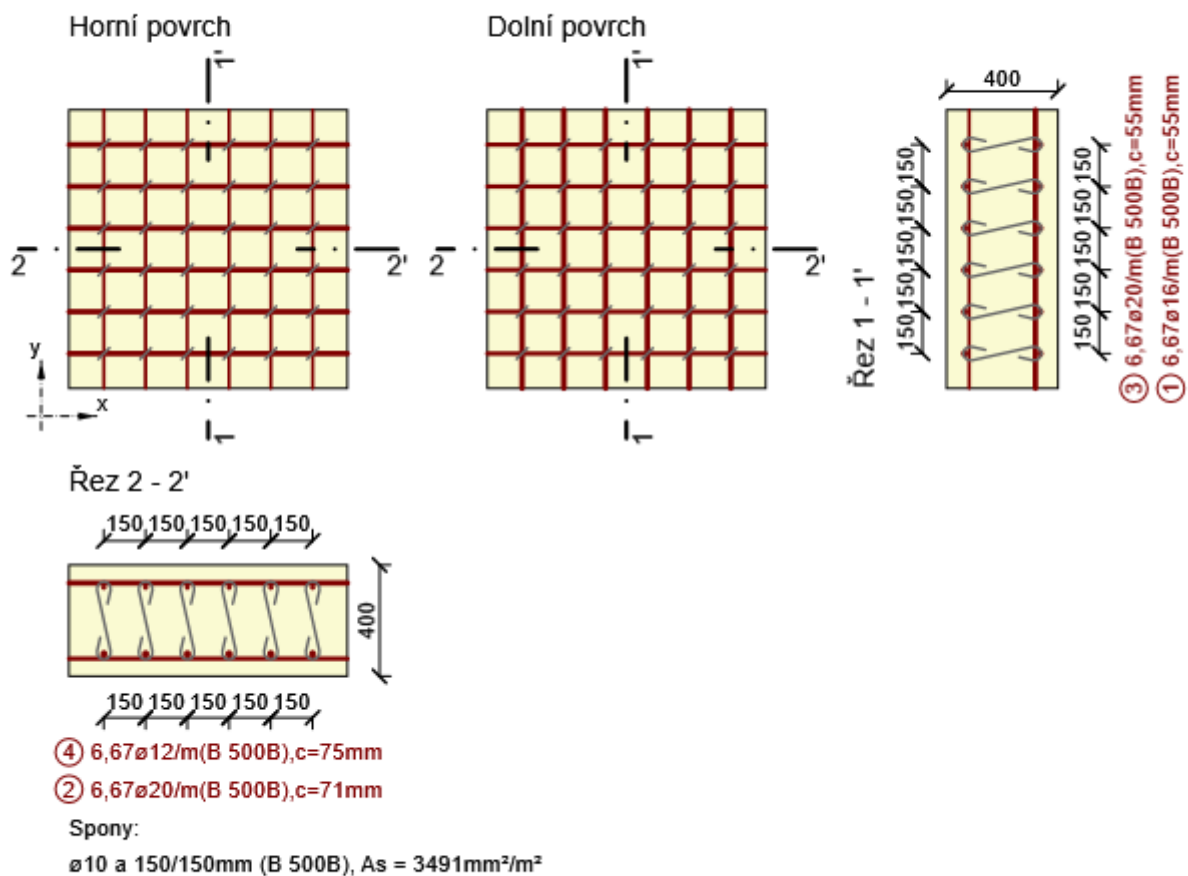 Horní povrch
Dolní povrch
1'
1'
2
2'
2
2'
y
x
1
1
400
150 150 150 150 150
150 150 150 150 150
Řez 1 - 1'
③ 6,67ø20/m(B 500B),c=55mm
① 6,67ø16/m(B 500B),c=55mm
Řez 2 - 2'
150 150 150 150 150
400
150 150 150 150 150
④ 6,67ø12/m(B 500B),c=75mm
② 6,67ø20/m(B 500B),c=71mm
Spony:
ø10 a 150/150mm (B 500B), As = 3491mm²/m²